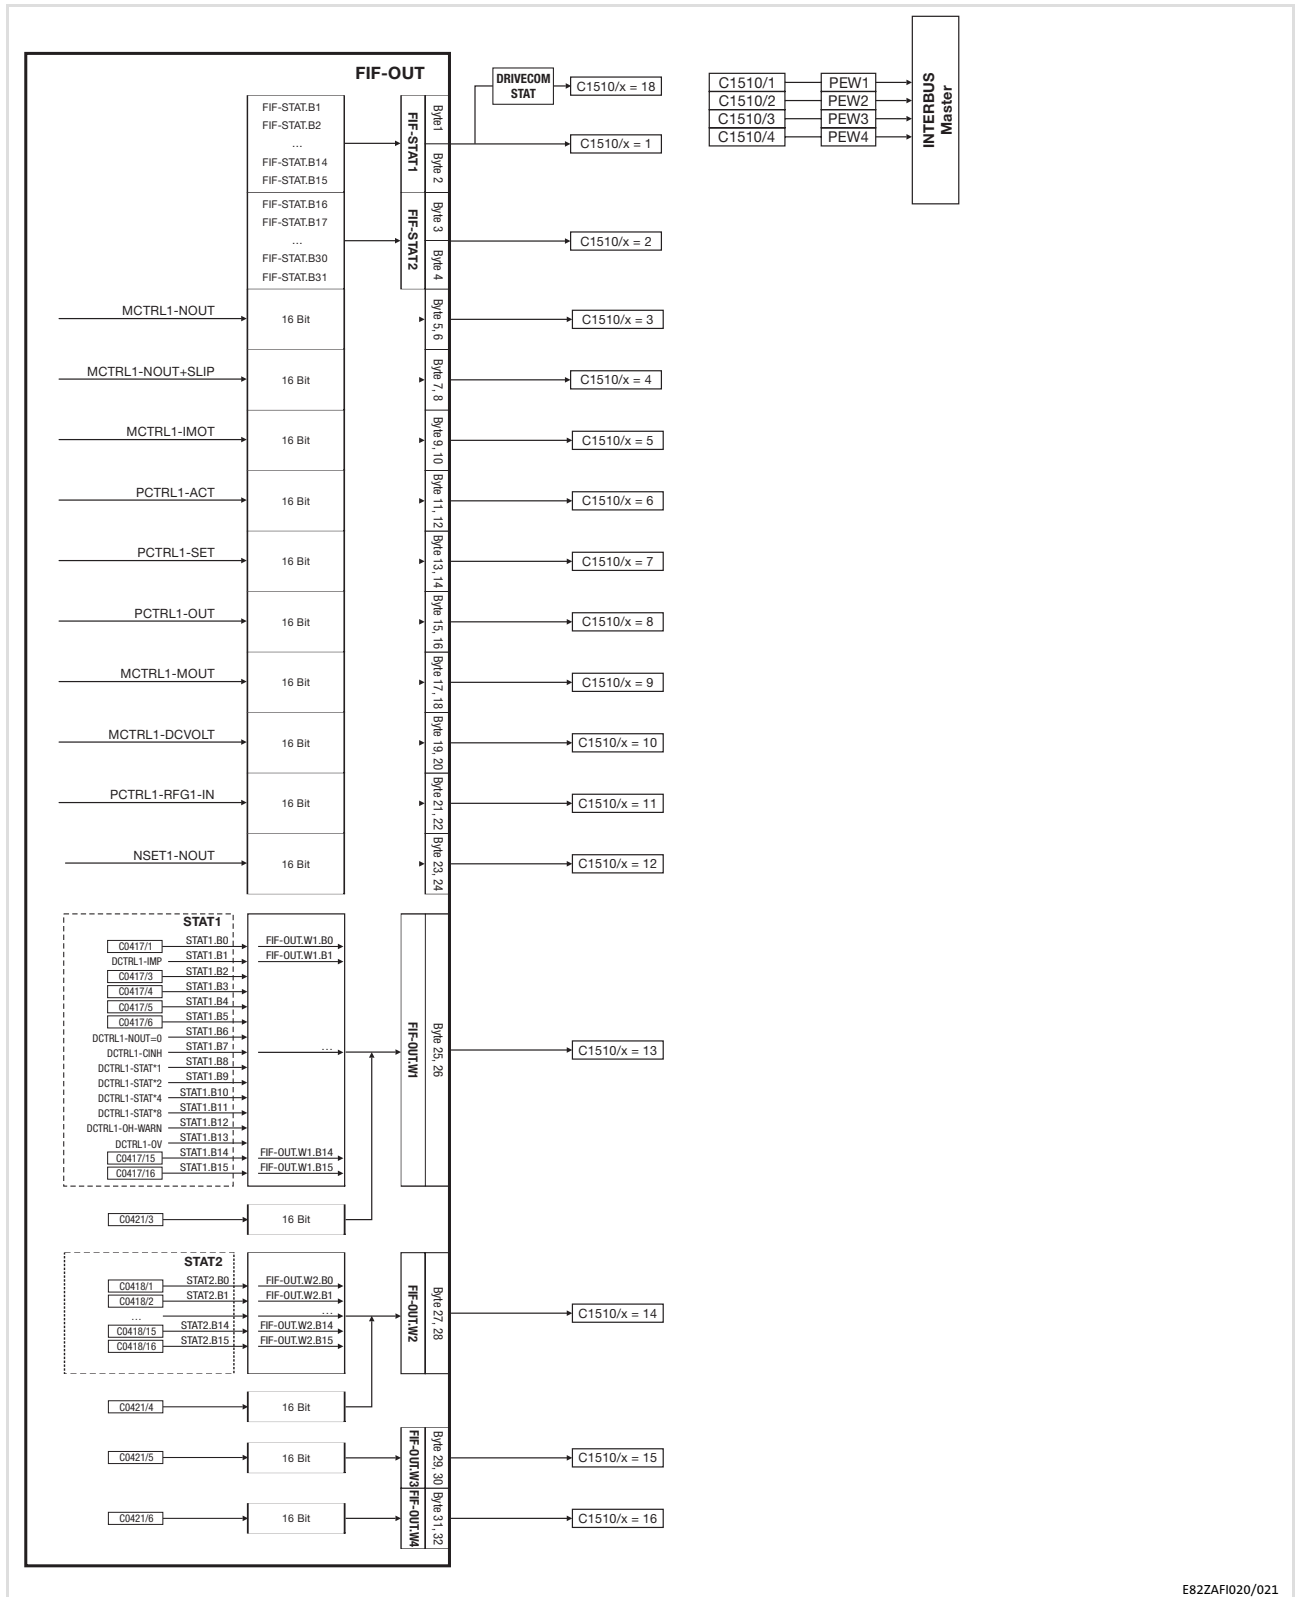 FIF-OUT
DRIVECOM
STAT
C1510/x = 18
C1510/1
PEW1
C1510/2
PEW2
C1510/3
PEW3
C1510/4
PEW4
INTERBUS
Master
FIF-STAT.B1
FIF-STAT.B2
...
FIF-STAT.B14
FIF-STAT.B15
FIF-STAT1
Byte1
Byte 2
C1510/x = 1
FIF-STAT.B16
FIF-STAT.B17
...
FIF-STAT.B30
FIF-STAT.B31
FIF-STAT2
Byte 3
Byte 4
C1510/x = 2
MCTRL1-NOUT
16 Bit
Byte 5, 6
C1510/x = 3
MCTRL1-NOUT+SLIP
16 Bit
Byte 7, 8
C1510/x = 4
MCTRL1-IMOT
16 Bit
Byte 9, 10
C1510/x = 5
PCTRL1-ACT
16 Bit
Byte 11, 12
C1510/x = 6
PCTRL1-SET
16 Bit
Byte 13, 14
C1510/x = 7
PCTRL1-OUT
16 Bit
Byte 15, 16
C1510/x = 8
MCTRL1-MOUT
16 Bit
Byte 17, 18
C1510/x = 9
MCTRL1-DCVOLT
16 Bit
Byte 19, 20
C1510/x = 10
PCTRL1-RFG1-IN
16 Bit
Byte 21, 22
C1510/x = 11
NSET1-NOUT
16 Bit
Byte 23, 24
C1510/x = 12
STAT1
C0417/1 STAT1.B0 FIF-OUT.W1.B0
DCTRL1-IMP STAT1.B1 FIF-OUT.W1.B1
C0417/3 STAT1.B2
C0417/4 STAT1.B3
C0417/5 STAT1.B4
C0417/6 STAT1.B5
DCTRL1-NOUT=0 STAT1.B6
DCTRL1-CINH STAT1.B7 ...
DCTRL1-STAT*1 STAT1.B8
DCTRL1-STAT*2 STAT1.B9
DCTRL1-STAT*4 STAT1.B10
DCTRL1-STAT*8 STAT1.B11
DCTRL1-OH-WARN STAT1.B12
DCTRL1-OV STAT1.B13
C0417/15 STAT1.B14 FIF-OUT.W1.B14
C0417/16 STAT1.B15 FIF-OUT.W1.B15
FIF-OUT.W1
Byte 25, 26
C1510/x = 13
C0421/3
16 Bit
STAT2
C0418/1 STAT2.B0 FIF-OUT.W2.B0
C0418/2 STAT2.B1 FIF-OUT.W2.B1
... ...
C0418/15 STAT2.B14 FIF-OUT.W2.B14
C0418/16 STAT2.B15 FIF-OUT.W2.B15
FIF-OUT.W2
Byte 27, 28
C1510/x = 14
C0421/4
16 Bit
C0421/5
16 Bit
FIF-OUT.W3
Byte 29, 30
C1510/x = 15
C0421/6
16 Bit
FIF-OUT.W4
Byte 31, 32
C1510/x = 16
E82ZAFI020/021